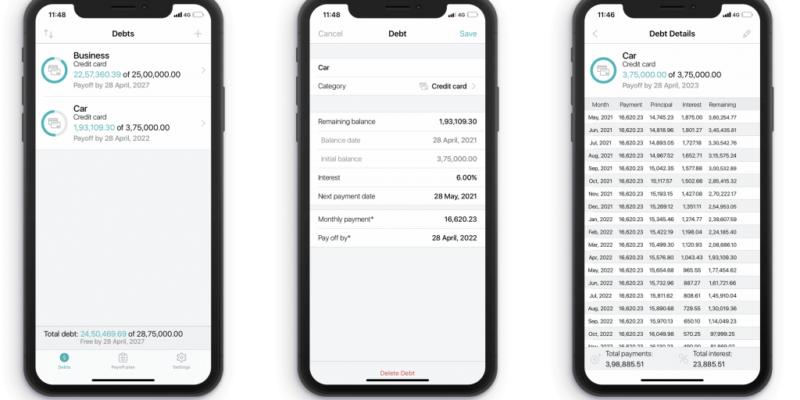 11:48
4G
Debts
Business
Credit card
22,57,360.39 of 25,00,000.00
Payoff by 28 April, 2027
Car
Credit card
1,93,109.30 of 3,75,000.00
Payoff by 28 April, 2022
Total debt: 24,50,469.69 of 28,75,000.00
Free by 28 April, 2027
Debts Payoff plan Settings
11:48
4G
Cancel Debt Save
Car
Category Credit card
Remaining balance 1,93,109.30
Balance date 28 April, 2021
Initial balance 3,75,000.00
Interest 6.00%
Next payment date 28 May, 2021
Monthly payment* 16,620.23
Pay off by* 28 April, 2022
Delete Debt
11:46
4G
Debt Details
Car
Credit card
3,75,000.00 of 3,75,000.00
Payoff by 28 April, 2023
Month Payment Principal Interest Remaining
May, 2021 16,620.23 14,745.23 1,875.00 3,60,254.77
Jun, 2021 16,620.23 14,818.96 1,801.27 3,45,435.81
Jul, 2021 16,620.23 14,893.05 1,727.18 3,30,542.76
Aug, 2021 16,620.23 14,967.52 1,652.71 3,15,575.24
Sep, 2021 16,620.23 15,042.35 1,577.88 3,00,532.89
Oct, 2021 16,620.23 15,117.57 1,502.66 2,85,415.32
Nov, 2021 16,620.23 15,193.15 1,427.08 2,70,222.17
Dec, 2021 16,620.23 15,269.12 1,351.11 2,54,953.05
Jan, 2022 16,620.23 15,345.46 1,274.77 2,39,607.59
Feb, 2022 16,620.23 15,422.19 1,198.04 2,24,185.40
Mar, 2022 16,620.23 15,499.30 1,120.93 2,08,686.10
Apr, 2022 16,620.23 15,576.80 1,043.43 1,93,109.30
May, 2022 16,620.23 15,654.68 965.55 1,77,454.62
Jun, 2022 16,620.23 15,732.96 887.27 1,61,721.66
Jul, 2022 16,620.23 15,811.62 808.61 1,45,910.04
Aug, 2022 16,620.23 15,890.68 729.55 1,30,019.36
Sep, 2022 16,620.23 15,970.13 650.10 1,14,049.23
Oct, 2022 16,620.23 16,049.98 570.25 97,999.25
Total payments: Total interest:
3,98,885.51 23,885.51